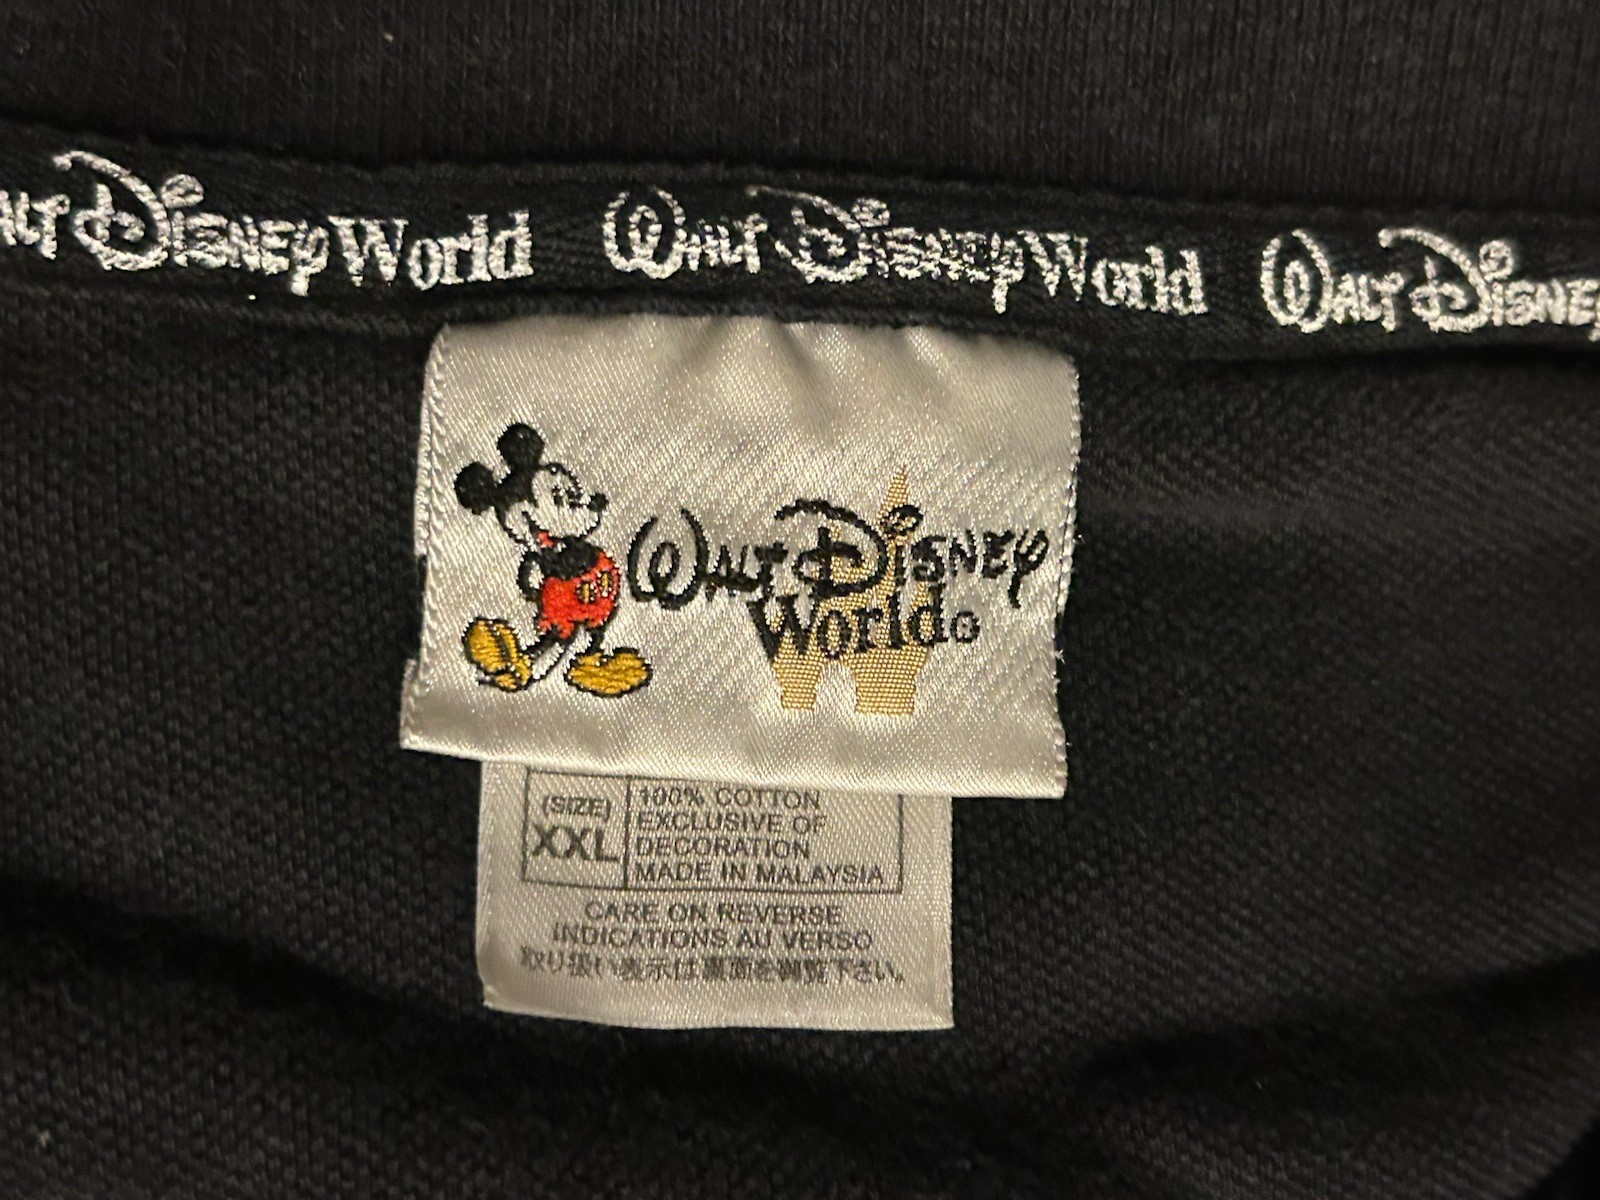 Walt Disney World Walt Disney World Walt Disney
Walt Disney
World®
(SIZE)
XXL
100% COTTON
EXCLUSIVE OF
DECORATION
MADE IN MALAYSIA
CARE ON REVERSE
INDICATIONS AU VERSO
取り扱い表示は裏面を御覧下さい。